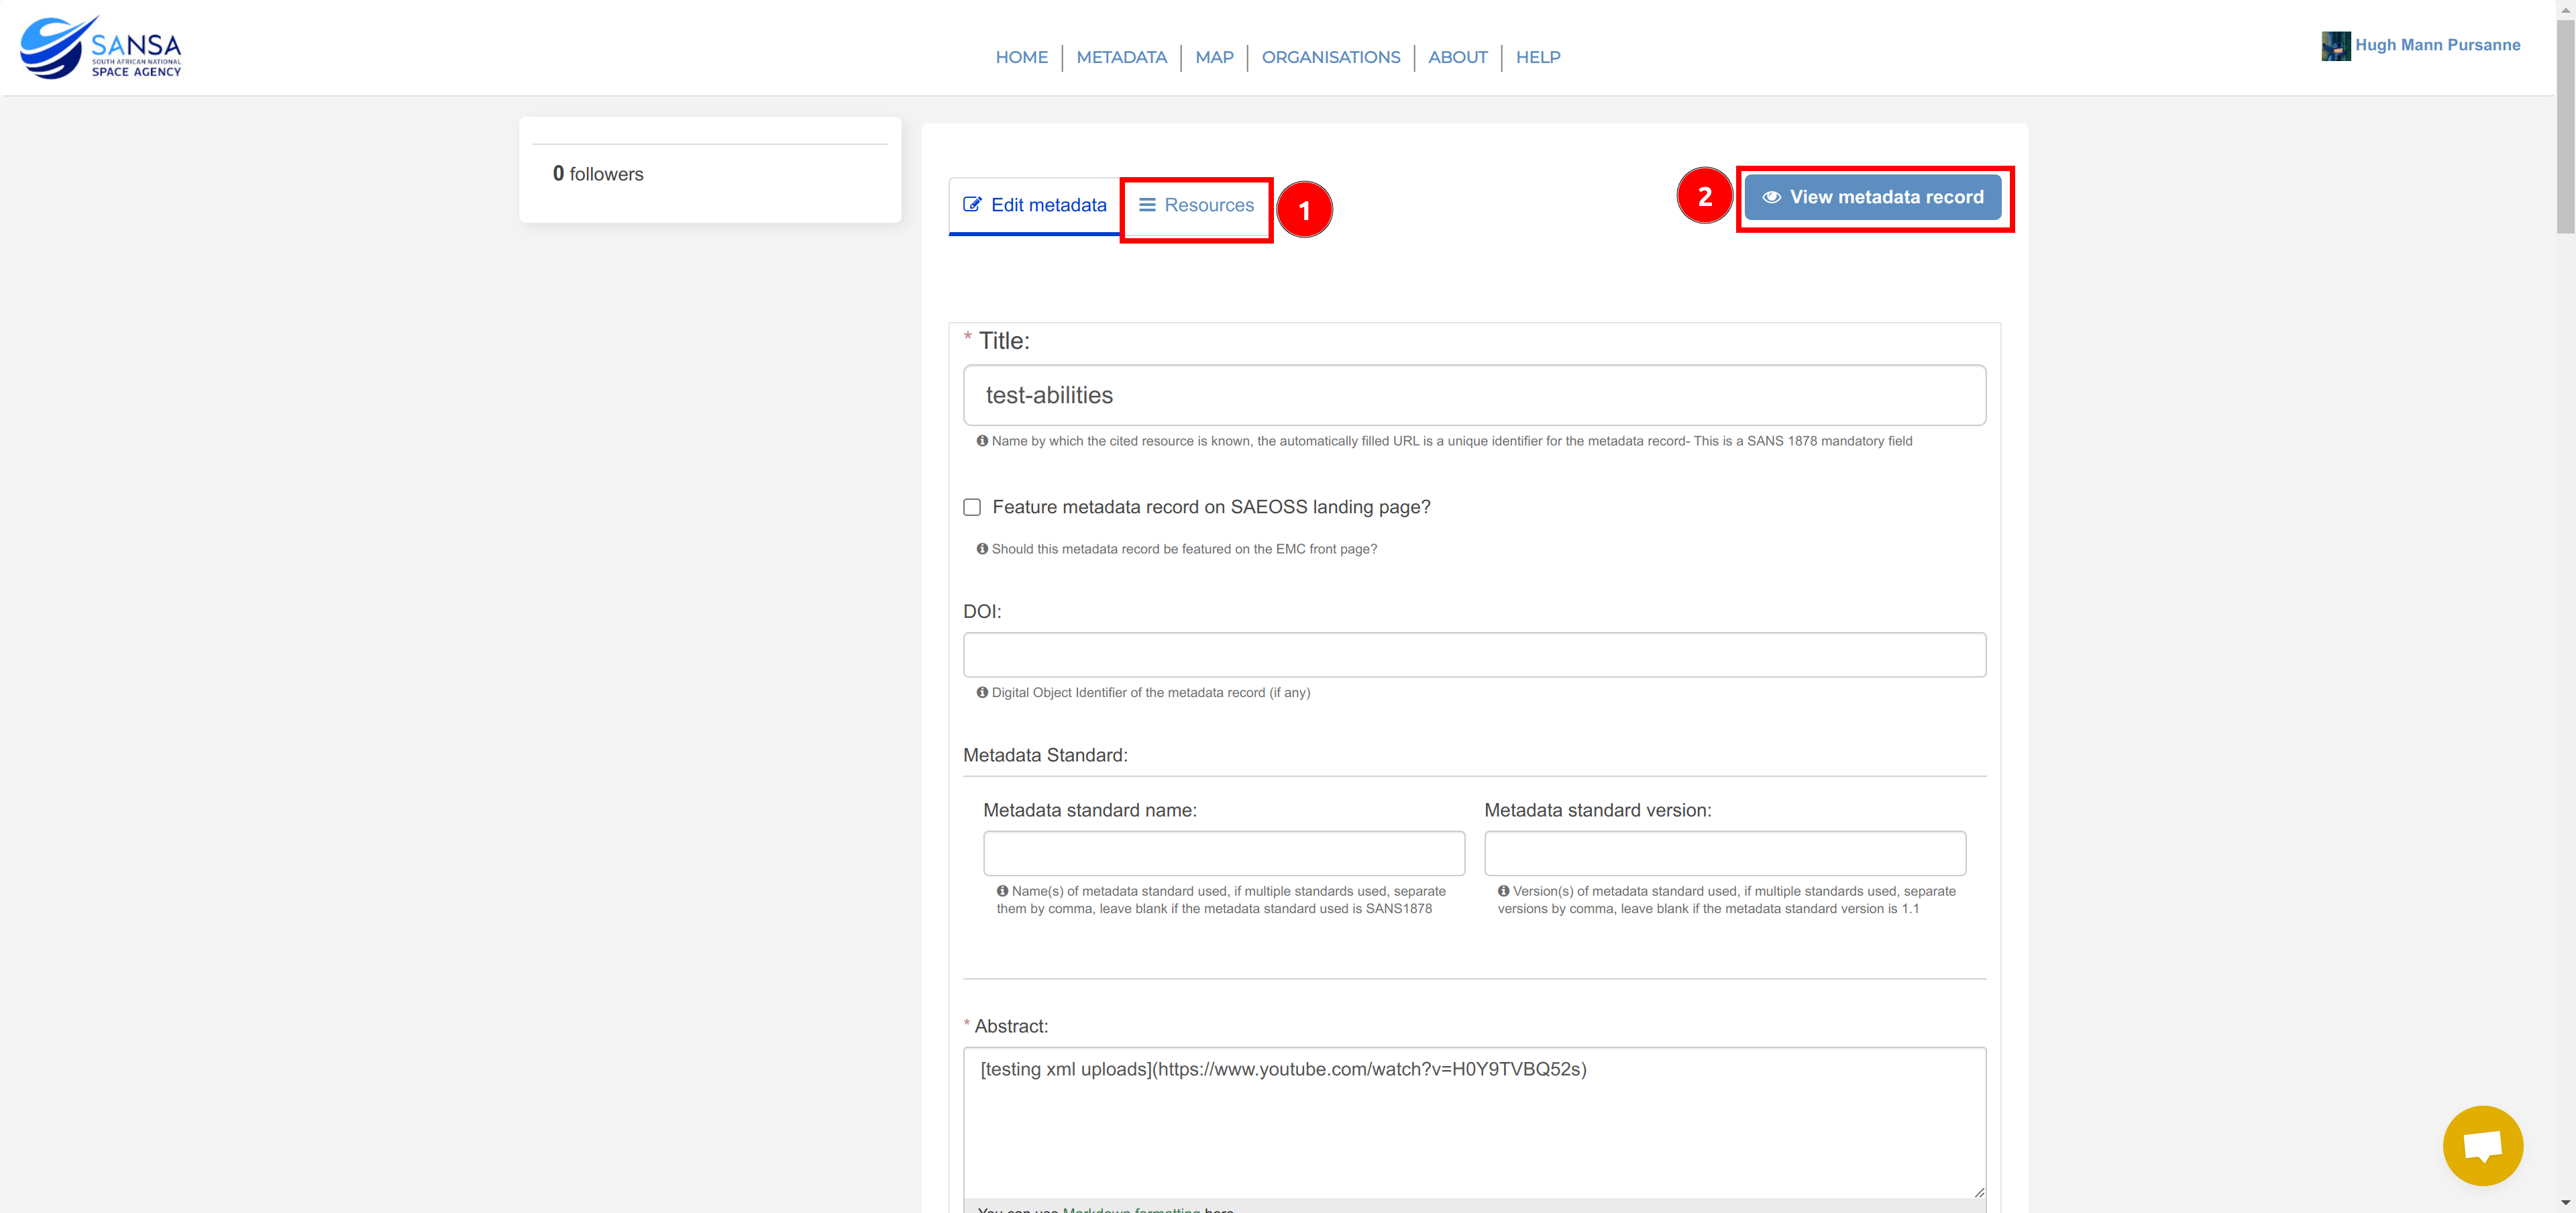 SANSA
SOUTH AFRICAN NATIONAL
SPACE AGENCY
HOME
METADATA
MAP
ORGANISATIONS
ABOUT
HELP
Hugh Mann Pursanne
0 followers
Edit metadata
Resources
1
2
View metadata record
* Title:
test-abilities
Name by which the cited resource is known, the automatically filled URL is a unique identifier for the metadata record- This is a SANS 1878 mandatory field
Feature metadata record on SAEOSS landing page?
Should this metadata record be featured on the EMC front page?
DOI:
Digital Object Identifier of the metadata record (if any)
Metadata Standard:
Metadata standard name:
Metadata standard version:
Name(s) of metadata standard used, if multiple standards used, separate
them by comma, leave blank if the metadata standard used is SANS1878
Version(s) of metadata standard used, if multiple standards used, separate
versions by comma, leave blank if the metadata standard version is 1.1
* Abstract:
[testing xml uploads](https://www.youtube.com/watch?v=H0Y9TVBQ52s)
You can use Markdown formatting here